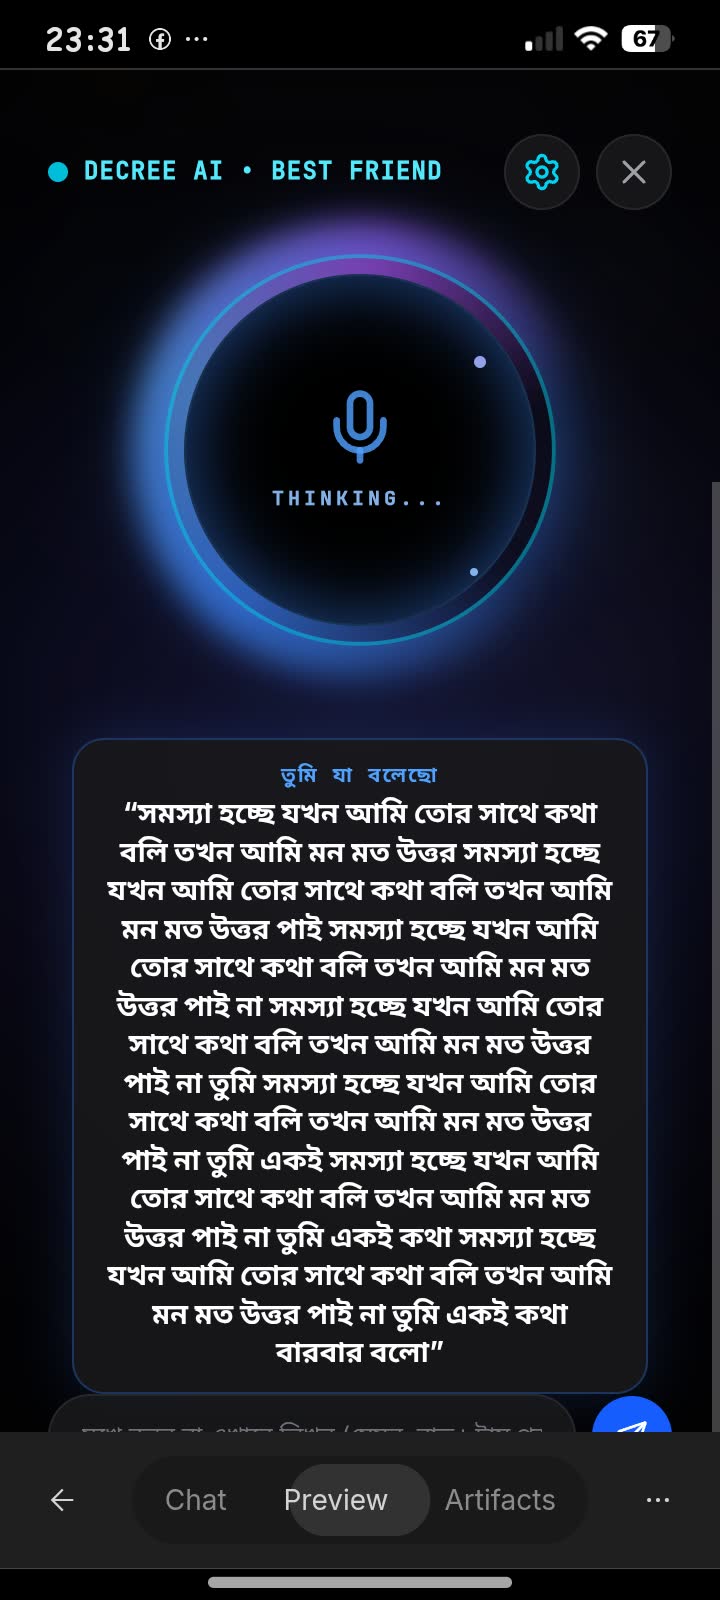 23:31
67
DECREE AI • BEST FRIEND
THINKING...
তুমি যা বলেছো
“সমস্যা হচ্ছে যখন আমি তোর সাথে কথা
বলি তখন আমি মন মত উত্তর সমস্যা হচ্ছে
যখন আমি তোর সাথে কথা বলি তখন আমি
মন মত উত্তর পাই সমস্যা হচ্ছে যখন আমি
তোর সাথে কথা বলি তখন আমি মন মত
উত্তর পাই না সমস্যা হচ্ছে যখন আমি তোর
সাথে কথা বলি তখন আমি মন মত উত্তর
পাই না তুমি সমস্যা হচ্ছে যখন আমি তোর
সাথে কথা বলি তখন আমি মন মত উত্তর
পাই না তুমি একই সমস্যা হচ্ছে যখন আমি
তোর সাথে কথা বলি তখন আমি মন মত
উত্তর পাই না তুমি একই কথা সমস্যা হচ্ছে
যখন আমি তোর সাথে কথা বলি তখন আমি
মন মত উত্তর পাই না তুমি একই কথা
বারবার বলো”
Chat Preview Artifacts